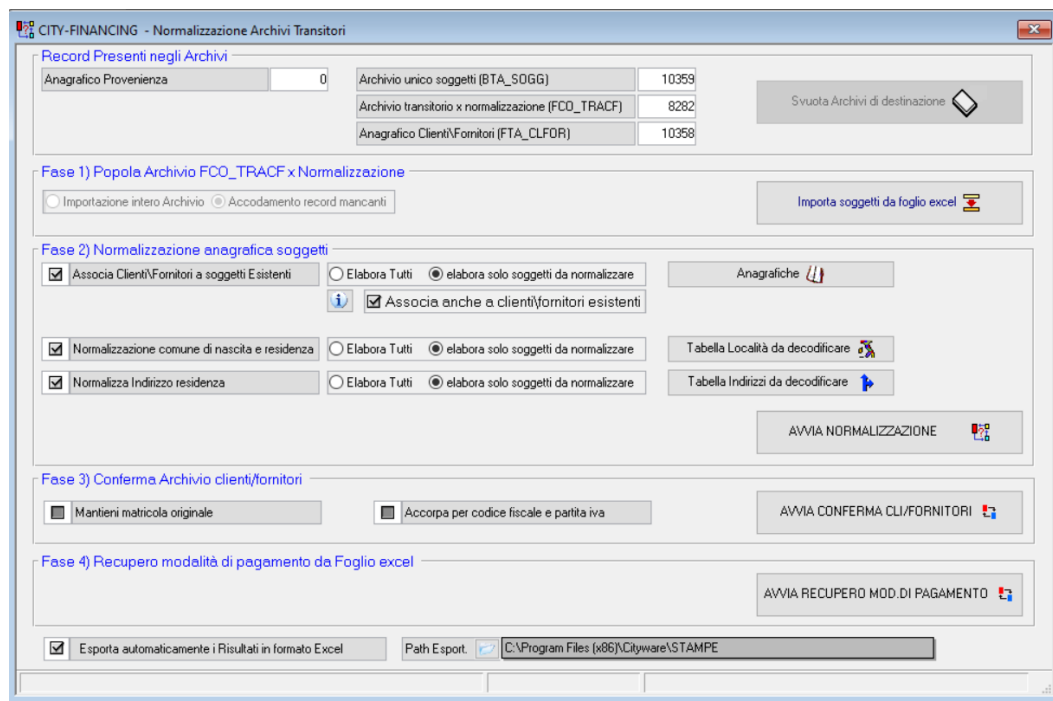 CITY-FINANCING - Normalizzazione Archivi Transitori
Record Presenti negli Archivi
Anagrafico Provenienza 0
Archivio unico soggetti (BTA_SOGG) 10359
Archivio transitorio x normalizzazione (FCO_TRACF) 8282
Anagrafico Clienti\Fornitori (FTA_CLFOR) 10358
Svuota Archivi di destinazione
Fase 1) Popola Archivio FCO_TRACF x Normalizzazione
Importazione intero Archivio Accodamento record mancanti
Importa soggetti da foglio excel
Fase 2) Normalizzazione anagrafica soggetti
Associa Clienti\Fornitori a soggetti Esistenti Elabora Tutti elabora solo soggetti da normalizzare Anagrafiche
Associa anche a clienti\fornitori esistenti
Normalizzazione comune di nascita e residenza Elabora Tutti elabora solo soggetti da normalizzare Tabella Località da decodificare
Normalizza Indirizzo residenza Elabora Tutti elabora solo soggetti da normalizzare Tabella Indirizzi da decodificare
AVVIA NORMALIZZAZIONE
Fase 3) Conferma Archivio clienti/fornitori
Mantieni matricola originale Accorpa per codice fiscale e partita iva AVVIA CONFERMA CLI/FORNITORI
Fase 4) Recupero modalità di pagamento da Foglio excel
AVVIA RECUPERO MOD.DI PAGAMENTO
Esporta automaticamente i Risultati in formato Excel Path Esport. C:\Program Files (x86)\Cityware\STAMPE